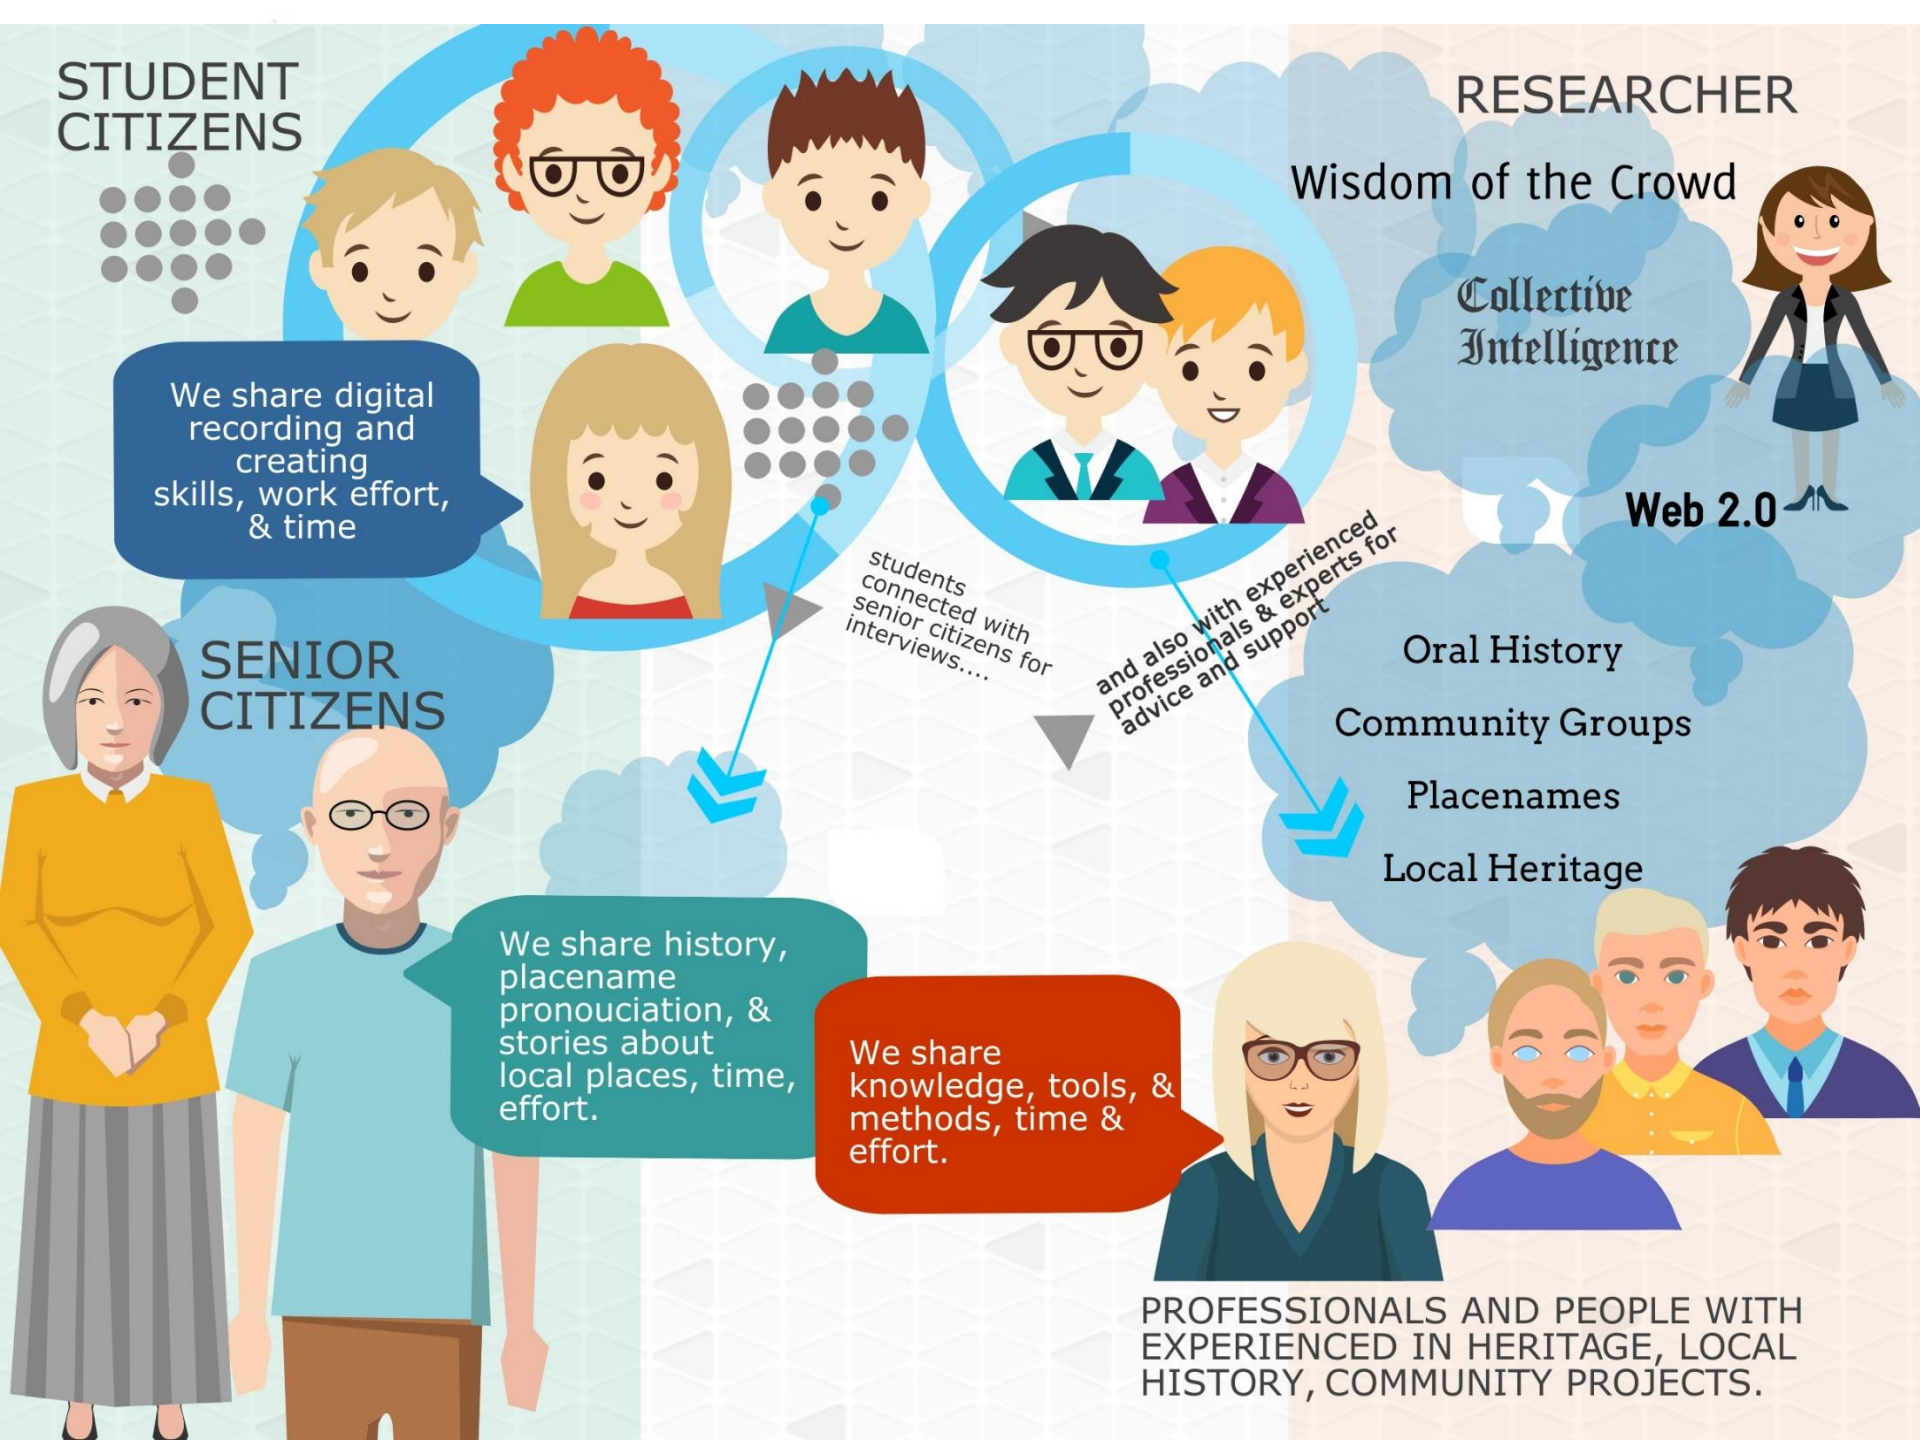 STUDENT
CITIZENS
RESEARCHER
Wisdom of the Crowd
Collective
Intelligence
Web 2.0
We share digital
recording and
creating
skills, work effort,
& time
students
connected with
senior citizens for
interviews....
and also with experienced
professionals & experts for
advice and support
SENIOR
CITIZENS
Oral History
Community Groups
Placenames
Local Heritage
We share history,
placename
pronouciation, &
stories about
local places, time,
effort.
We share
knowledge, tools, &
methods, time &
effort.
PROFESSIONALS AND PEOPLE WITH
EXPERIENCED IN HERITAGE, LOCAL
HISTORY, COMMUNITY PROJECTS.